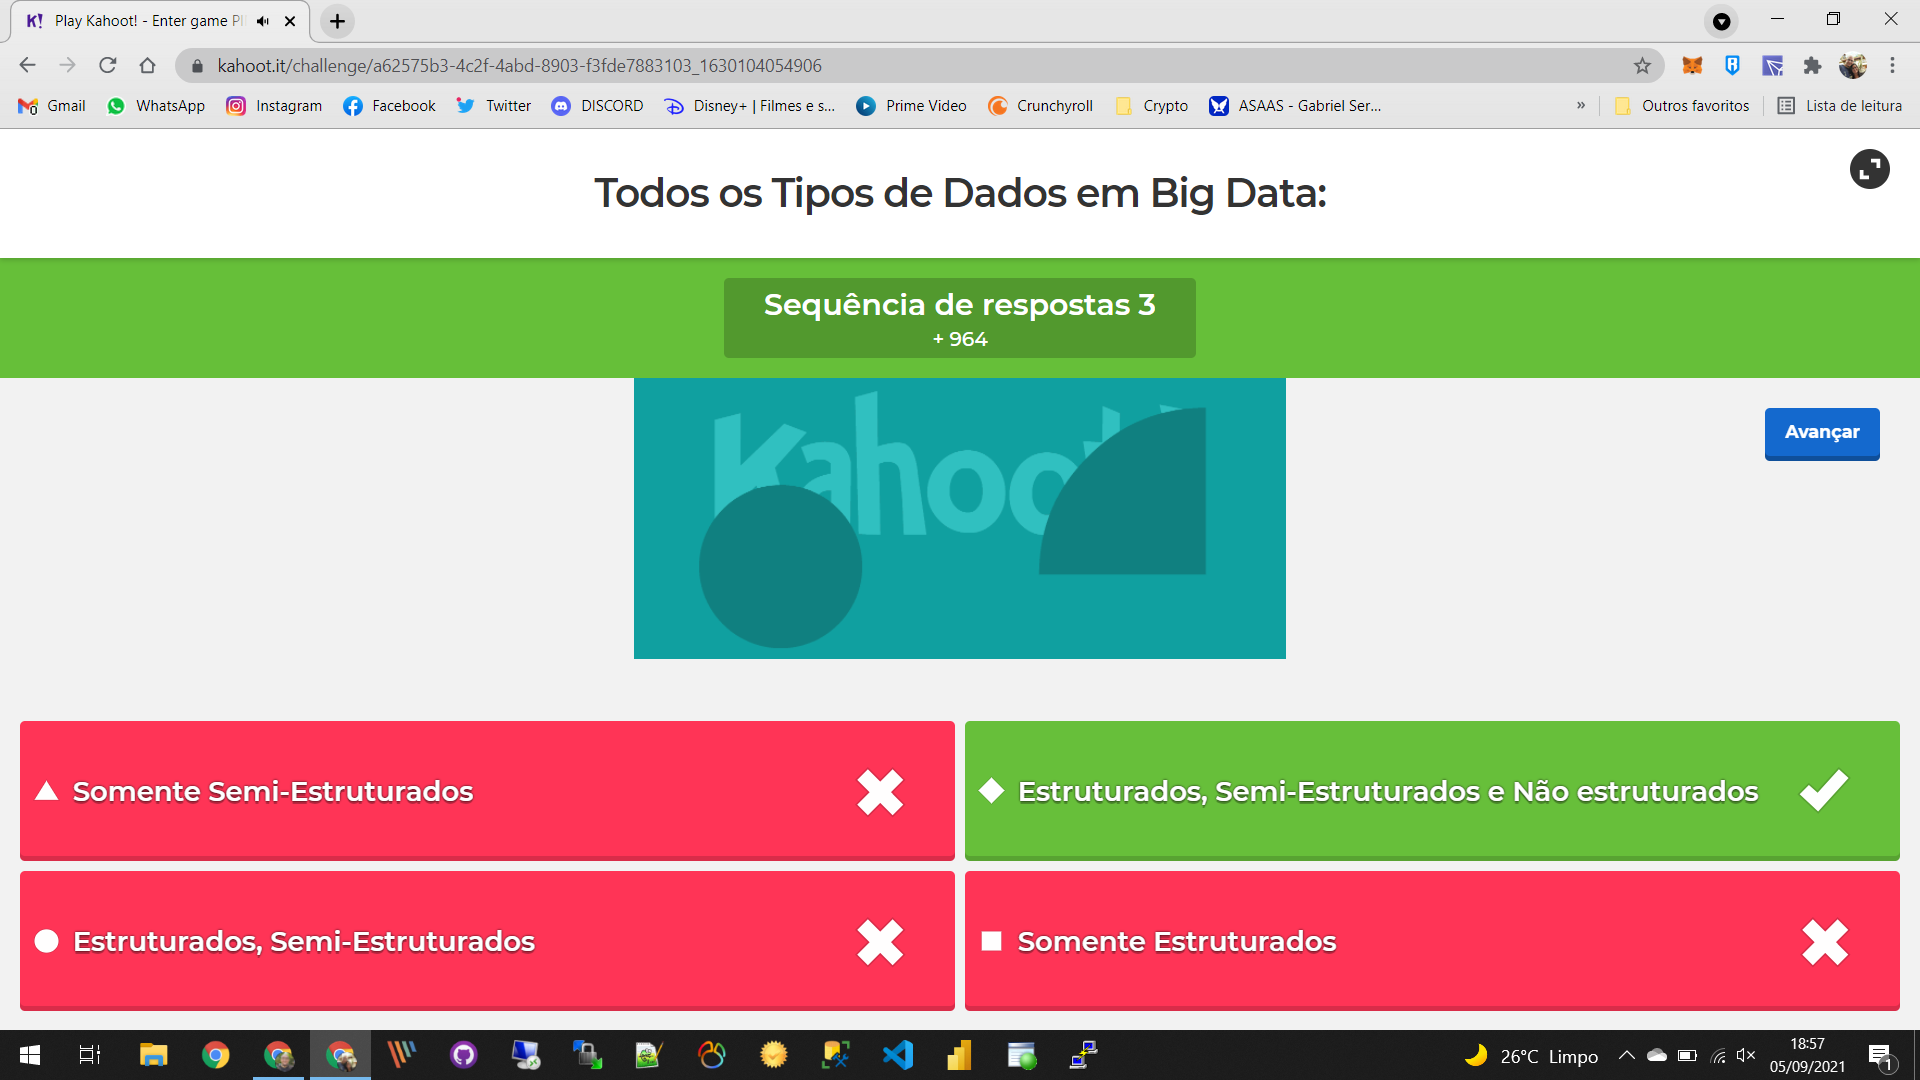 Play Kahoot! - Enter game P
kahoot.it/challenge/a62575b3-4c2f-4abd-8903-f3fde7883103_1630104054906
Gmail WhatsApp Instagram Facebook Twitter DISCORD Disney+ | Filmes e s... Prime Video Crunchyroll Crypto ASAAS - Gabriel Ser... » Outros favoritos Lista de leitura
Todos os Tipos de Dados em Big Data:
Sequência de respostas 3
+ 964
Kahoot!
Avançar
Somente Semi-Estruturados
Estruturados, Semi-Estruturados e Não estruturados
Estruturados, Semi-Estruturados
Somente Estruturados
26°C Limpo
18:57
05/09/2021
1